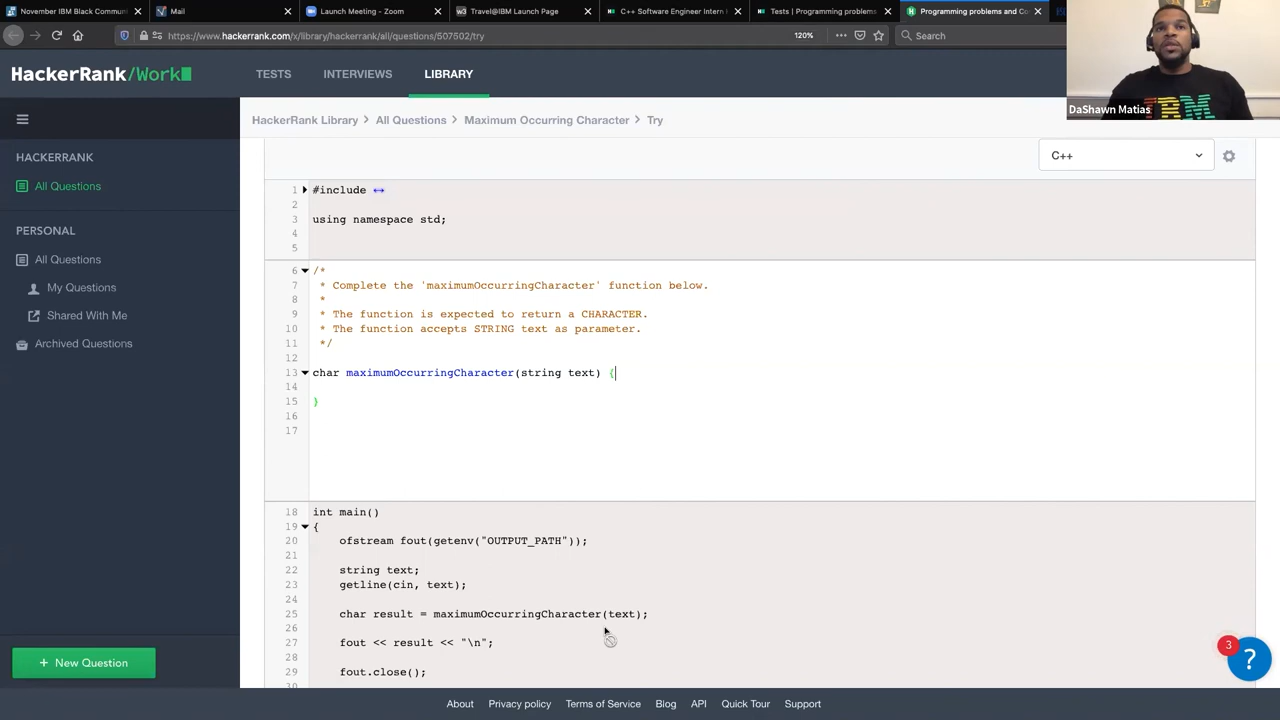 November IBM Black Commun
Mail
Launch Meeting - Zoom
Travel@IBM Launch Page
C++ Software Engineer Intern
Tests | Programming problems
Programming problems and Co
https://www.hackerrank.com/x/library/hackerrank/all/questions/507502/try
120%
Search
DaShawn Matias
HackerRank/Work
TESTS
INTERVIEWS
LIBRARY
HackerRank Library > All Questions > Maximum Occurring Character > Try
HACKERRANK
All Questions
PERSONAL
All Questions
My Questions
Shared With Me
Archived Questions
+ New Question
C++
1 #include
2
3 using namespace std;
4
5
6 /*
7 * Complete the 'maximumOccurringCharacter' function below.
8 *
9 * The function is expected to return a CHARACTER.
10 * The function accepts STRING text as parameter.
11 */
12
13 char maximumOccurringCharacter(string text) {
14
15 }
16
17
18 int main()
19 {
20 ofstream fout(getenv("OUTPUT_PATH"));
21
22 string text;
23 getline(cin, text);
24
25 char result = maximumOccurringCharacter(text);
26
27 fout << result << "\n";
28
29 fout.close();
30
3
?
About
Privacy policy
Terms of Service
Blog
API
Quick Tour
Support